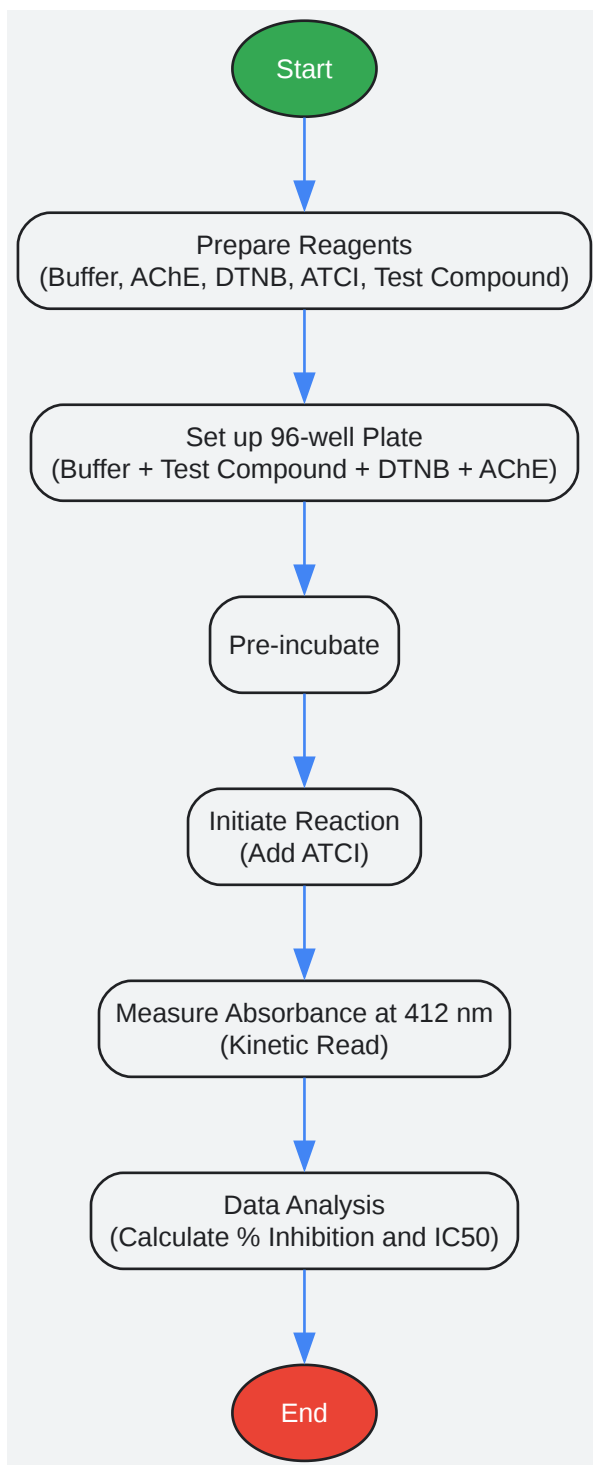 Start
Prepare Reagents
(Buffer, AChE, DTNB, ATCI, Test Compound)
Set up 96-well Plate
(Buffer + Test Compound + DTNB + AChE)
Pre-incubate
Initiate Reaction
(Add ATCI)
Measure Absorbance at 412 nm
(Kinetic Read)
Data Analysis
(Calculate % Inhibition and IC50)
End